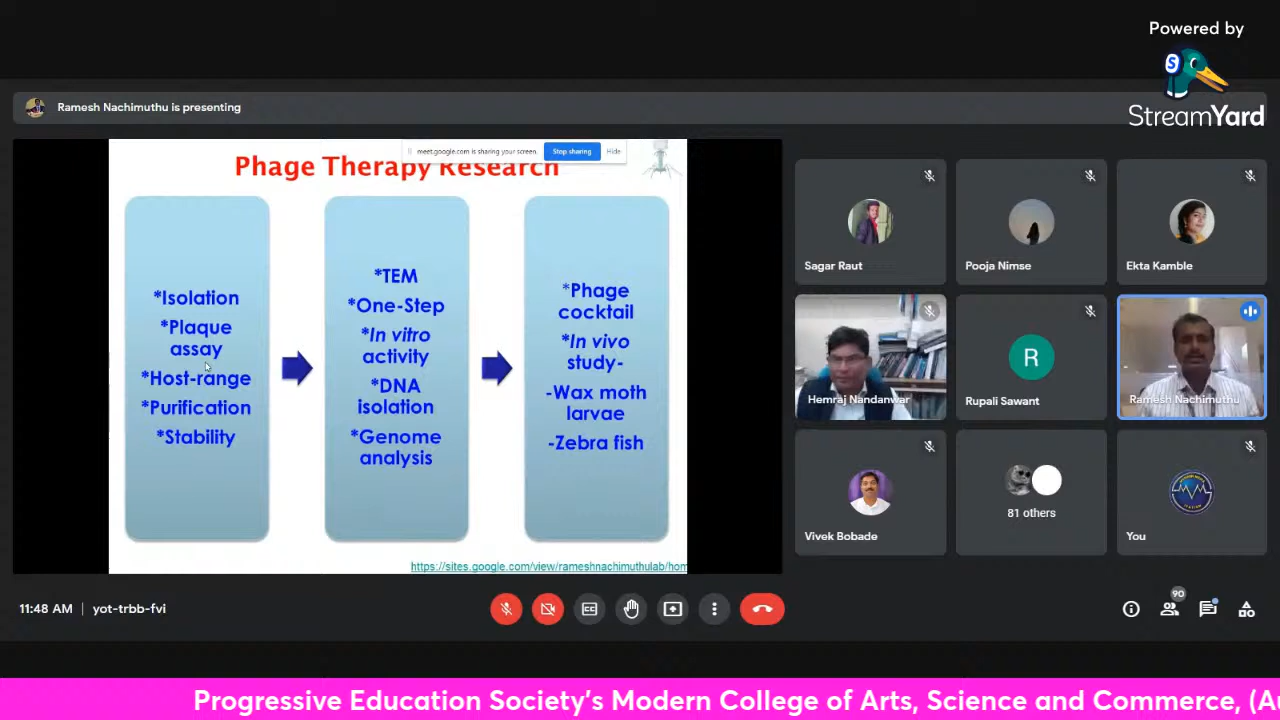 Powered by
StreamYard
Ramesh Nachimuthu is presenting
meet.google.com is sharing your screen.
Stop sharing
Hide
Phage Therapy Research
*Isolation
*Plaque
assay
*Host-range
*Purification
*Stability
*TEM
*One-Step
*In vitro
activity
*DNA
isolation
*Genome
analysis
*Phage
cocktail
*In vivo
study-
-Wax moth
larvae
-Zebra fish
https://sites.google.com/view/rameshnachimuthulab/hom
Sagar Raut
Pooja Nimse
Ekta Kamble
Hemraj Nandanwar
R
Rupali Sawant
Ramesh Nachimuthu
Vivek Bobade
81 others
You
11:48 AM | yot-trbb-fvi
90
Progressive Education Society's Modern College of Arts, Science and Commerce, (A